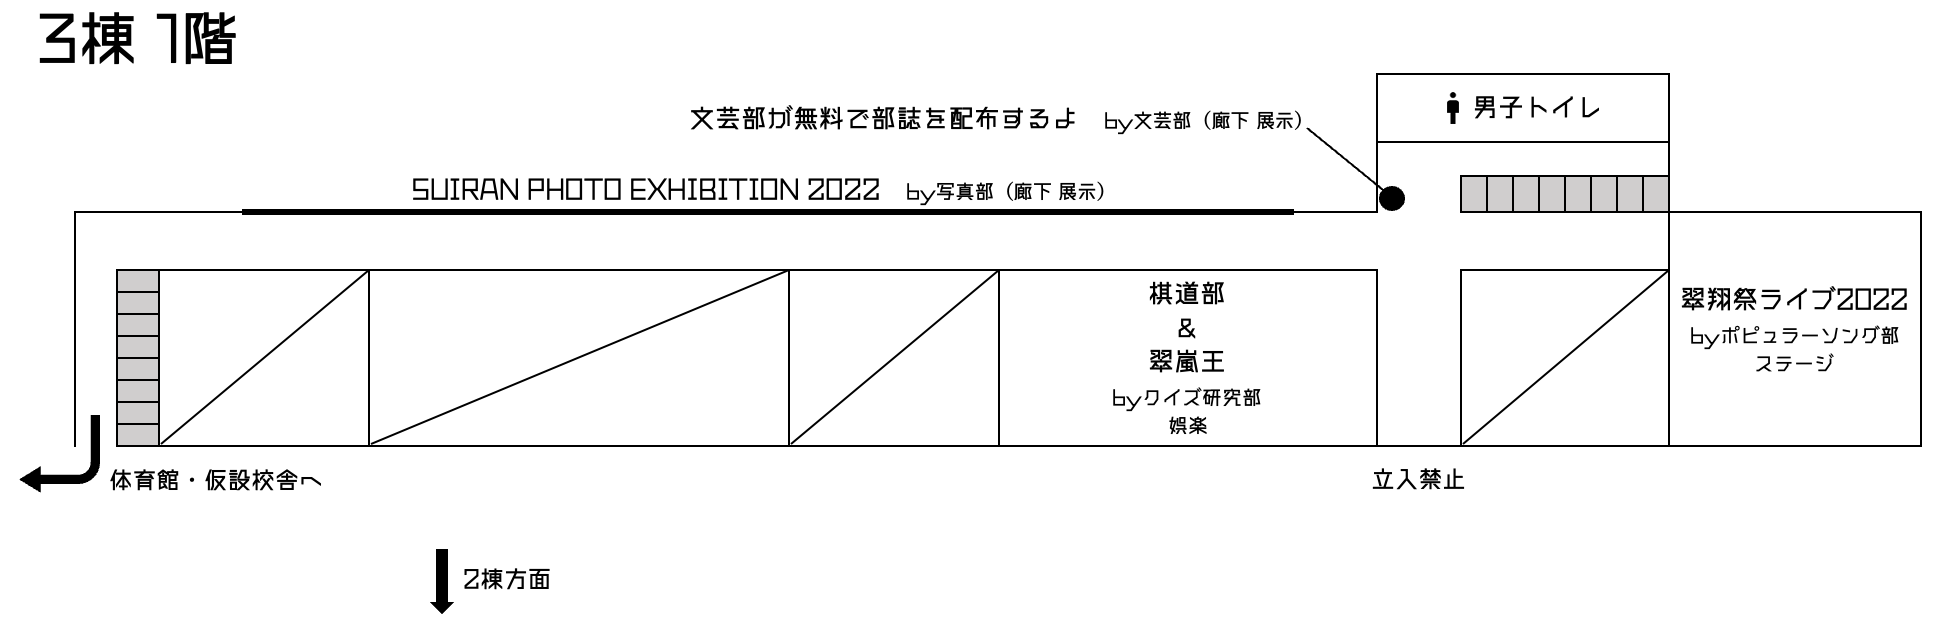 3棟 1階
男子トイレ
文芸部が無料で部誌を配布するよ by文芸部（廊下 展示）
SUIRAN PHOTO EXHIBITION 2022 by写真部（廊下 展示）
棋道部
&
翠嵐王
byクイズ研究部
娯楽
翠翔祭ライブ2022
byポピュラーソング部
ステージ
体育館・仮設校舎へ
立入禁止
2棟方面